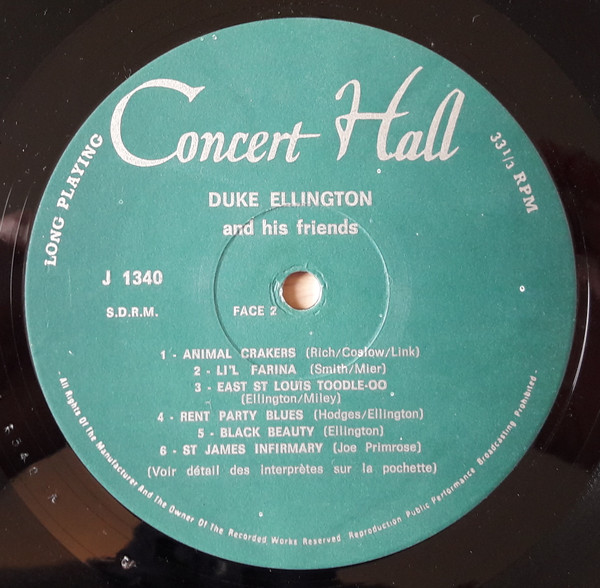 Concert Hall
LONG PLAYING
33 1/3 RPM
DUKE ELLINGTON
and his friends
J 1340
S.D.R.M.
FACE 2
1 - ANIMAL CRAKERS (Rich/Coslow/Link)
2 - LI'L FARINA (Smith/Mier)
3 - EAST ST LOUIS TOODLE-OO
(Ellington/Miley)
4 - RENT PARTY BLUES (Hodges/Ellington)
5 - BLACK BEAUTY (Ellington)
6 - ST JAMES INFIRMARY (Joe Primrose)
(Voir détail des interprètes sur la pochette)
- All Rights Of The Manufacturer And The Owner Of The Recorded Works Reserved. Reproduction Public Performance Broadcasting Prohibited -